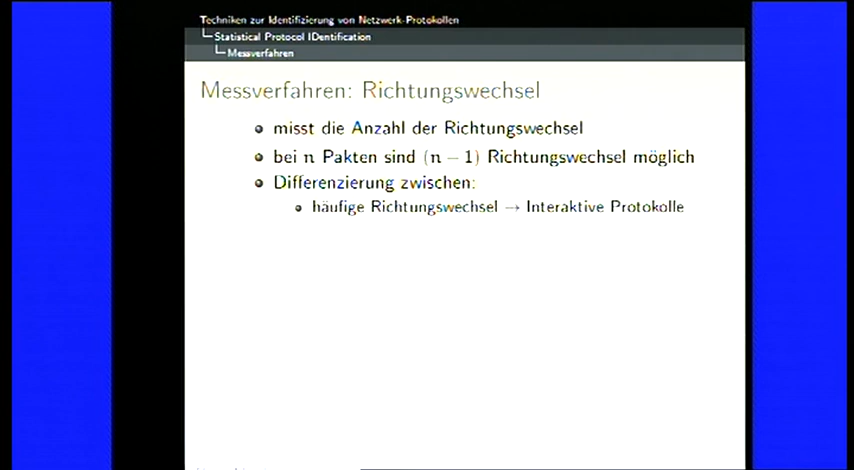 Techniken zur Identifizierung von Netzwerk-Protokollen
Statistical Protocol IDentification
Messverfahren
Messverfahren: Richtungswechsel
misst die Anzahl der Richtungswechsel
bei n Pakten sind (n − 1) Richtungswechsel möglich
Differenzierung zwischen:
häufige Richtungswechsel → Interaktive Protokolle